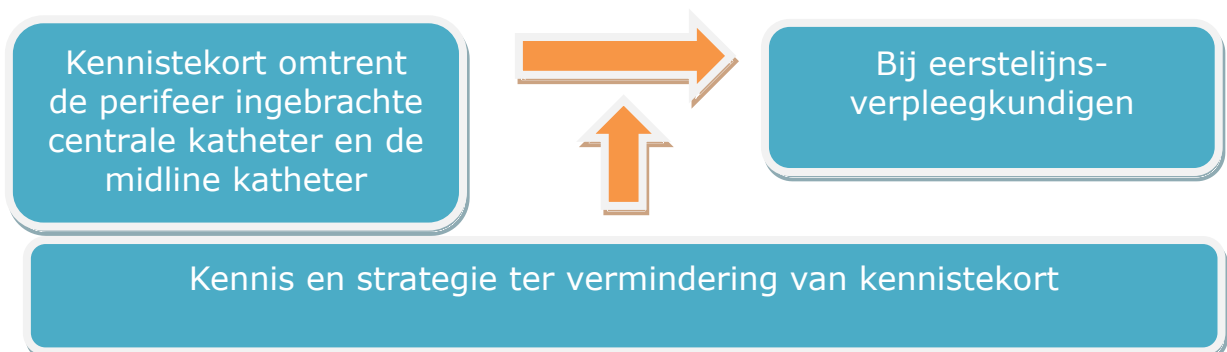 Kennistekort omtrent
de perifeer ingebrachte
centrale katheter en de
midline katheter
Bij eerstelijns-
verpleegkundigen
Kennis en strategie ter vermindering van kennistekort